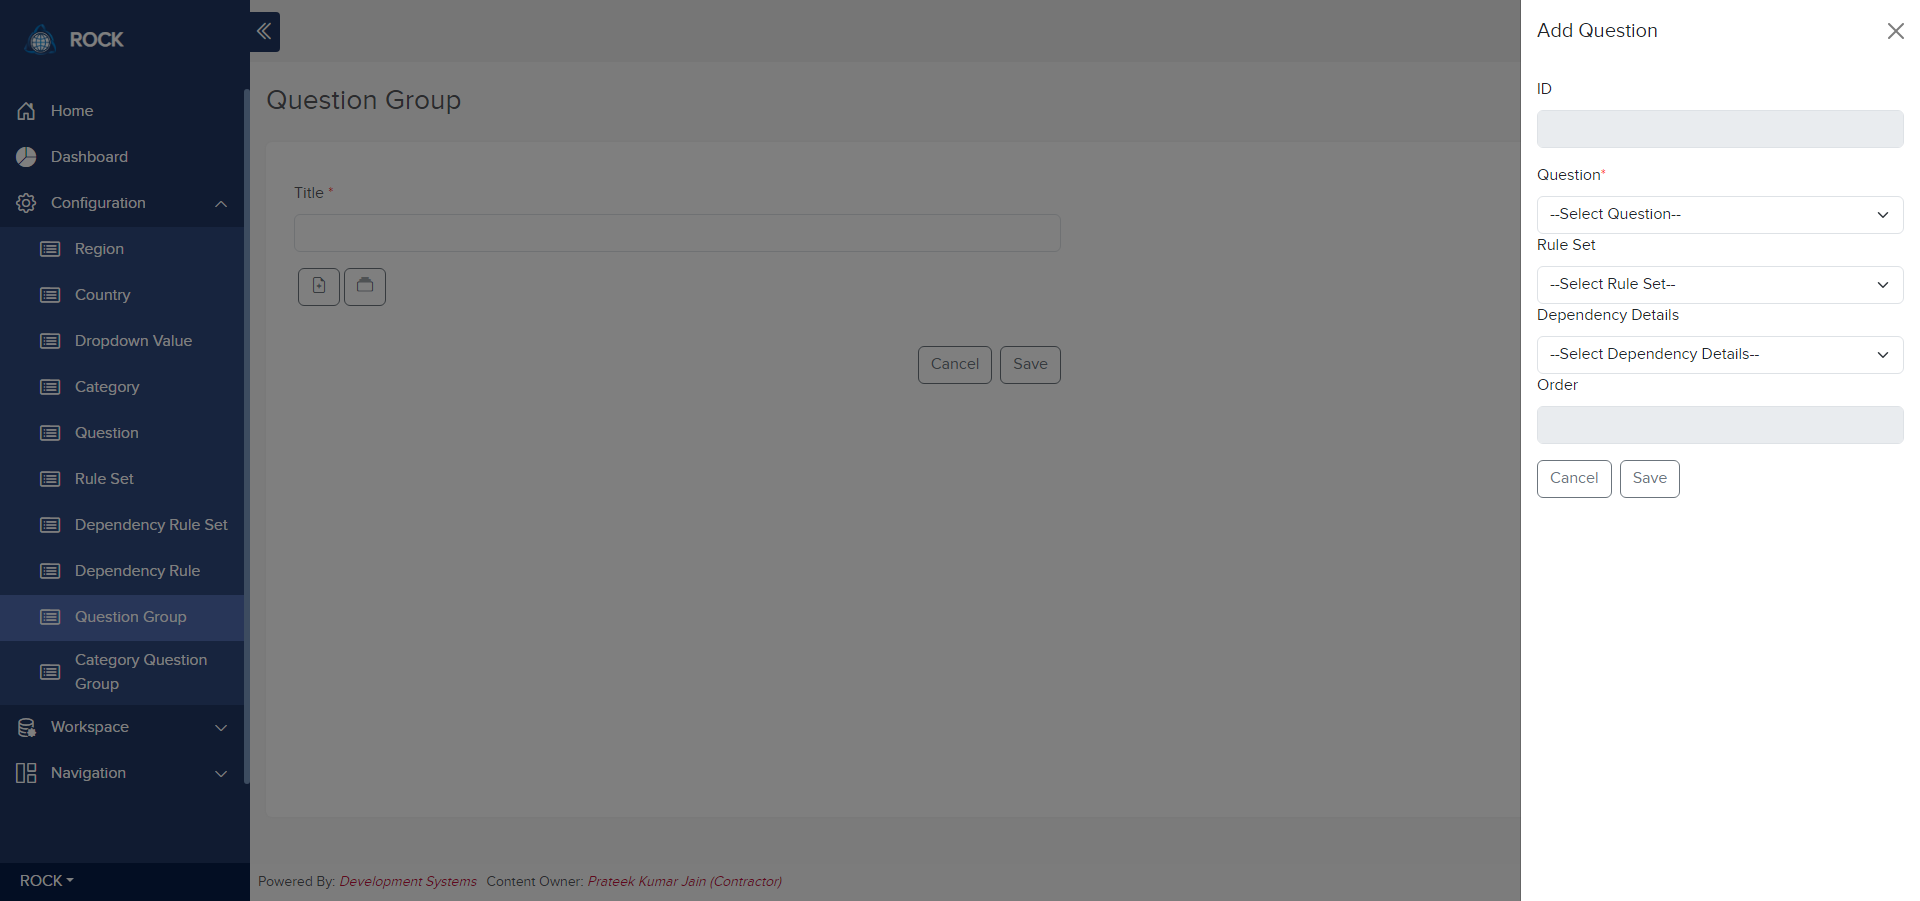 ROCK
Home
Dashboard
Configuration
Region
Country
Dropdown Value
Category
Question
Rule Set
Dependency Rule Set
Dependency Rule
Question Group
Category Question
Group
Workspace
Navigation
ROCK
Question Group
Title *
Cancel Save
Powered By: Development Systems Content Owner: Prateek Kumar Jain (Contractor)
Add Question
ID
Question*
--Select Question--
Rule Set
--Select Rule Set--
Dependency Details
--Select Dependency Details--
Order
Cancel Save